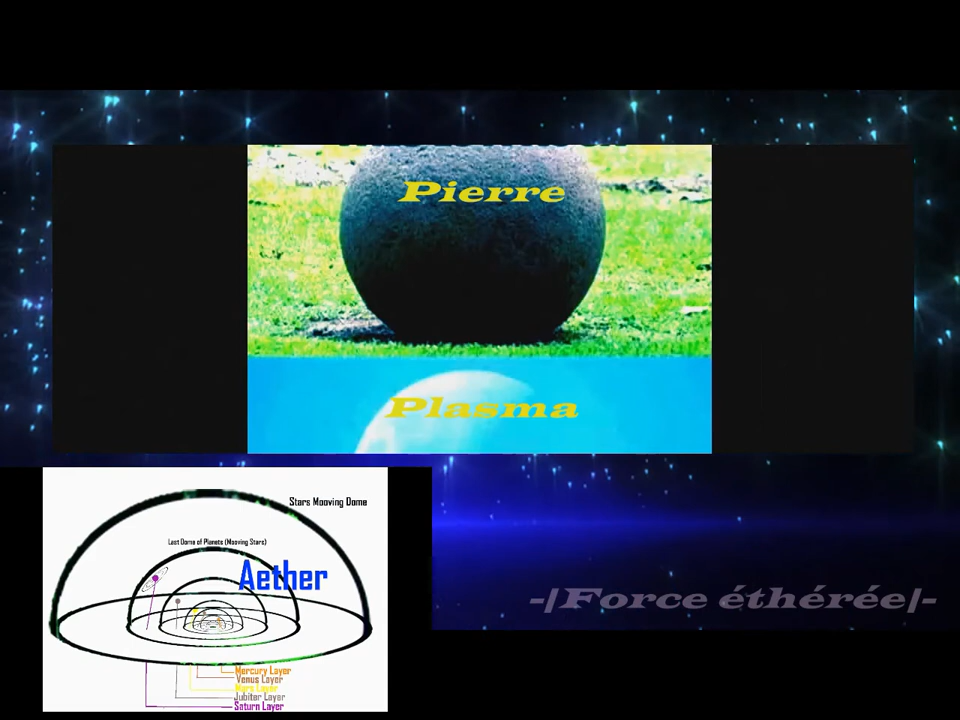 Pierre
Plasma
Stars Mooving Dome
Last Dome of Planets (Mooving Stars)
Aether
-/Force éthérée/-
Mercury Layer
Venus Layer
Mars Layer
Jubiter Layer
Saturn Layer